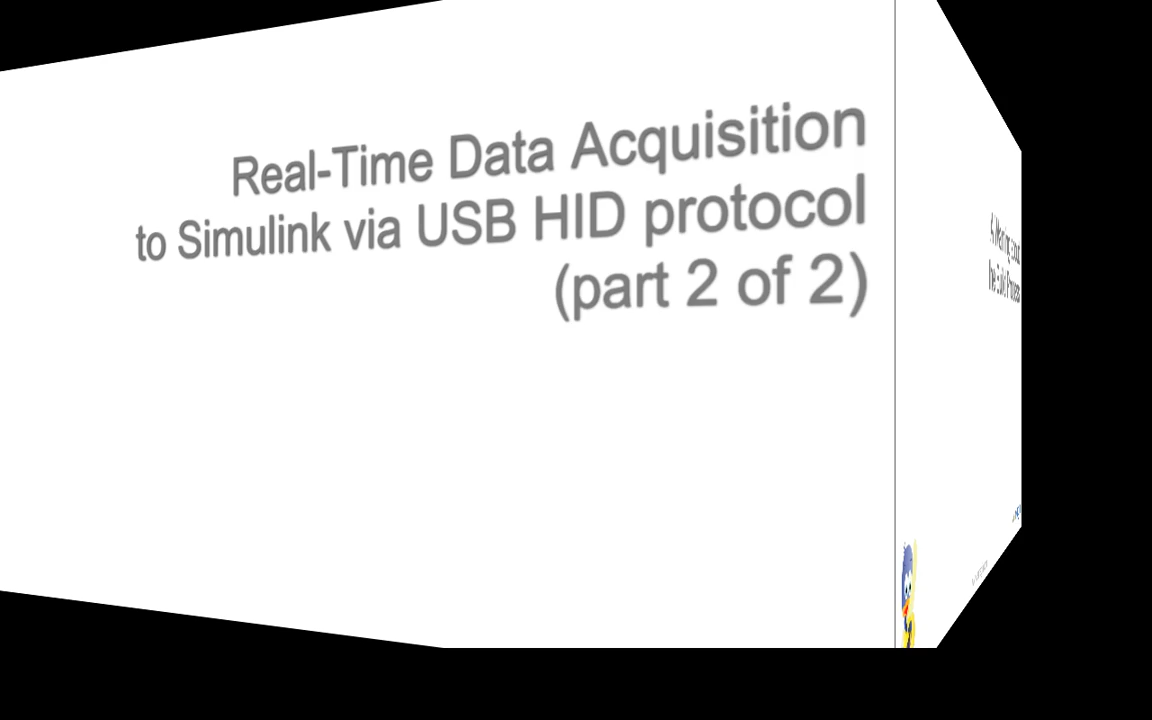 Real-Time Data Acquisition
to Simulink via USB HID protocol
(part 2 of 2)